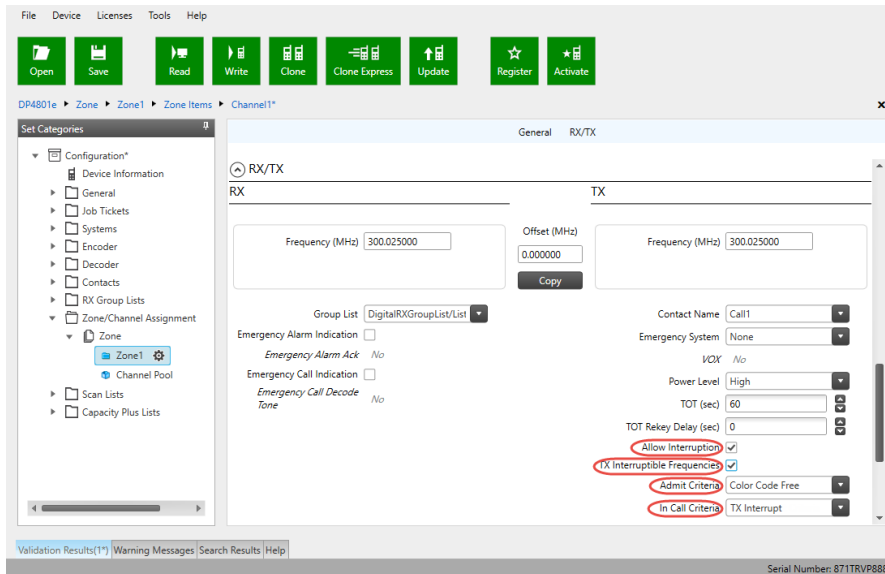 File Device Licenses Tools Help
Open Save Read Write Clone Clone Express Update Register Activate
DP4801e Zone Zone1 Zone Items Channel1*
Set Categories
General RX/TX
Configuration*
Device Information
General
Job Tickets
Systems
Encoder
Decoder
Contacts
RX Group Lists
Zone/Channel Assignment
Zone
Zone1
Channel Pool
Scan Lists
Capacity Plus Lists
RX/TX
RX
TX
Frequency (MHz) 300.025000
Offset (MHz)
0.000000
Copy
Frequency (MHz) 300.025000
Group List DigitalRXGroupList/List
Emergency Alarm Indication
Emergency Alarm Ack No
Emergency Call Indication
Emergency Call Decode
Tone No
Contact Name Call1
Emergency System None
VOX No
Power Level High
TOT (sec) 60
TOT Rekey Delay (sec) 0
Allow Interruption
TX Interruptible Frequencies
Admit Criteria Color Code Free
In Call Criteria TX Interrupt
Validation Results(1*) Warning Messages Search Results Help
Serial Number: 871TRVP888